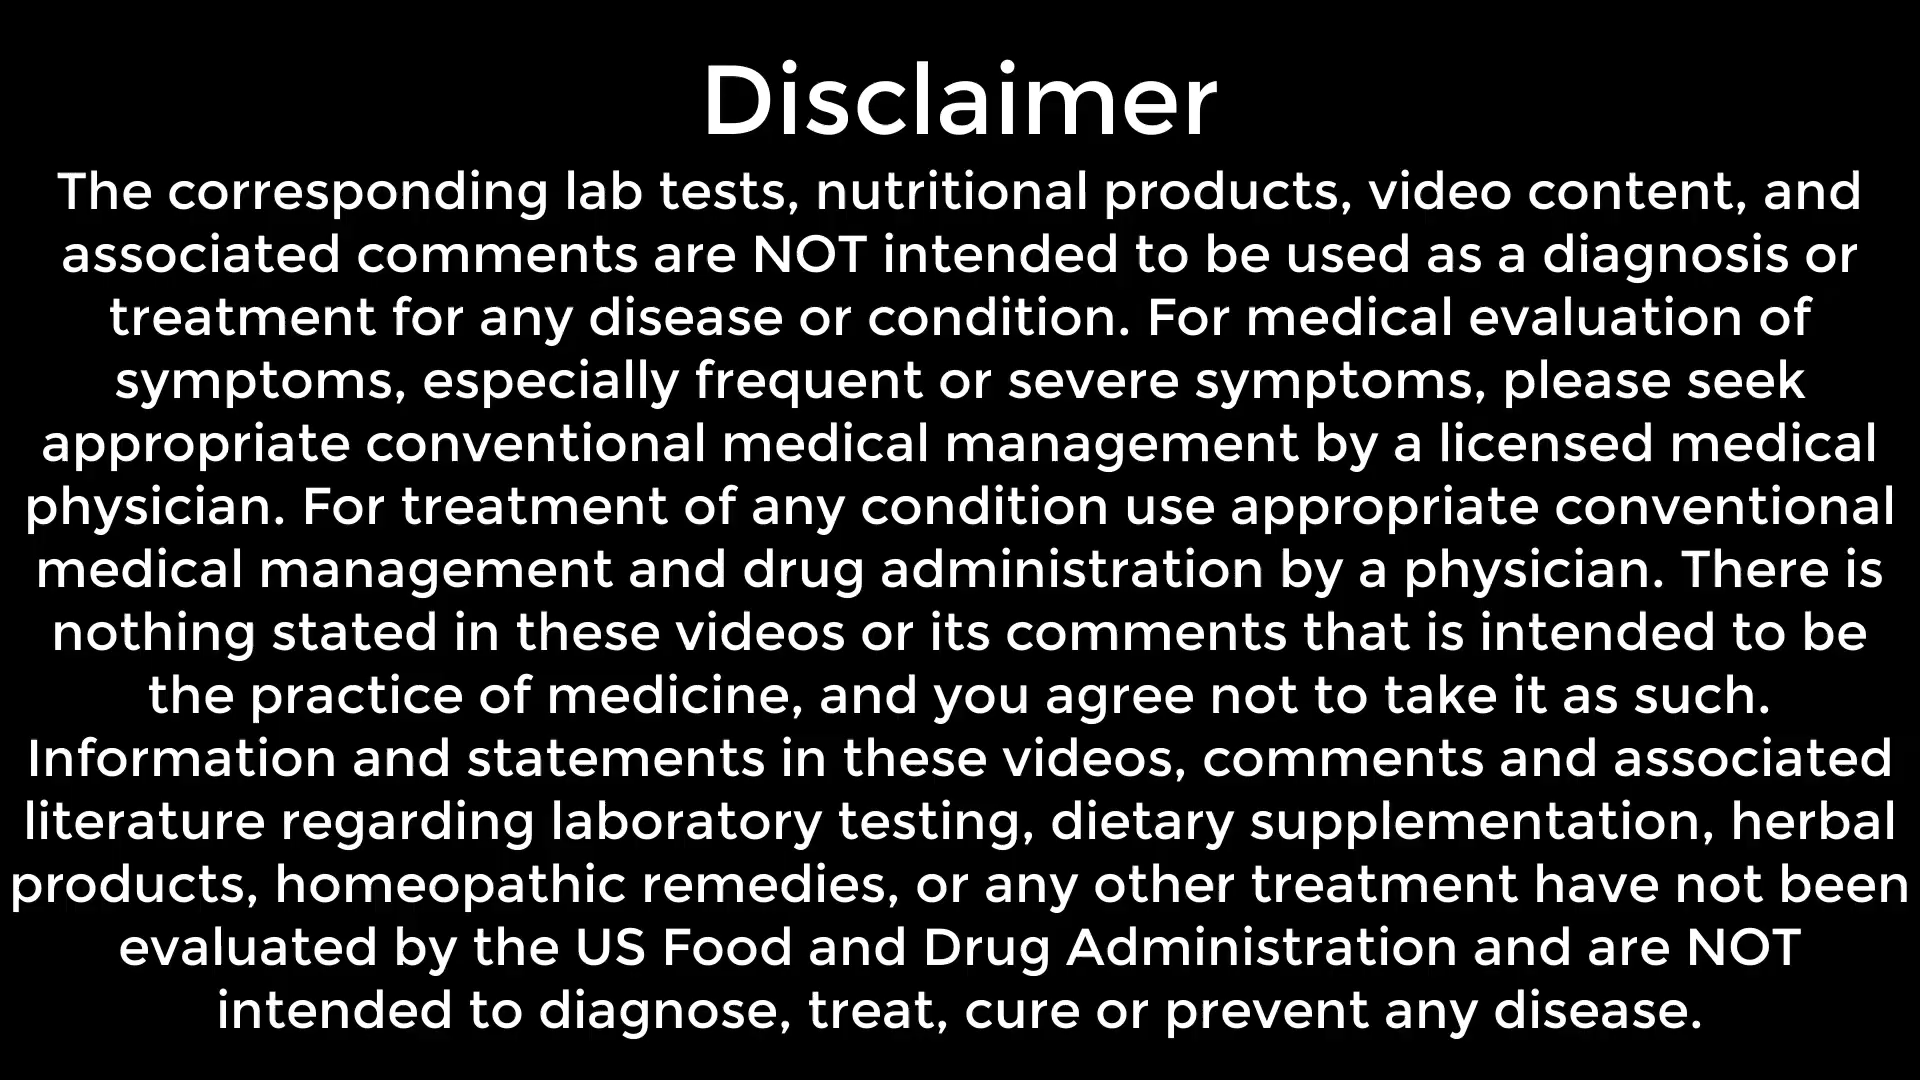 Disclaimer
The corresponding lab tests, nutritional products, video content, and
associated comments are NOT intended to be used as a diagnosis or
treatment for any disease or condition. For medical evaluation of
symptoms, especially frequent or severe symptoms, please seek
appropriate conventional medical management by a licensed medical
physician. For treatment of any condition use appropriate conventional
medical management and drug administration by a physician. There is
nothing stated in these videos or its comments that is intended to be
the practice of medicine, and you agree not to take it as such.
Information and statements in these videos, comments and associated
literature regarding laboratory testing, dietary supplementation, herbal
products, homeopathic remedies, or any other treatment have not been
evaluated by the US Food and Drug Administration and are NOT
intended to diagnose, treat, cure or prevent any disease.